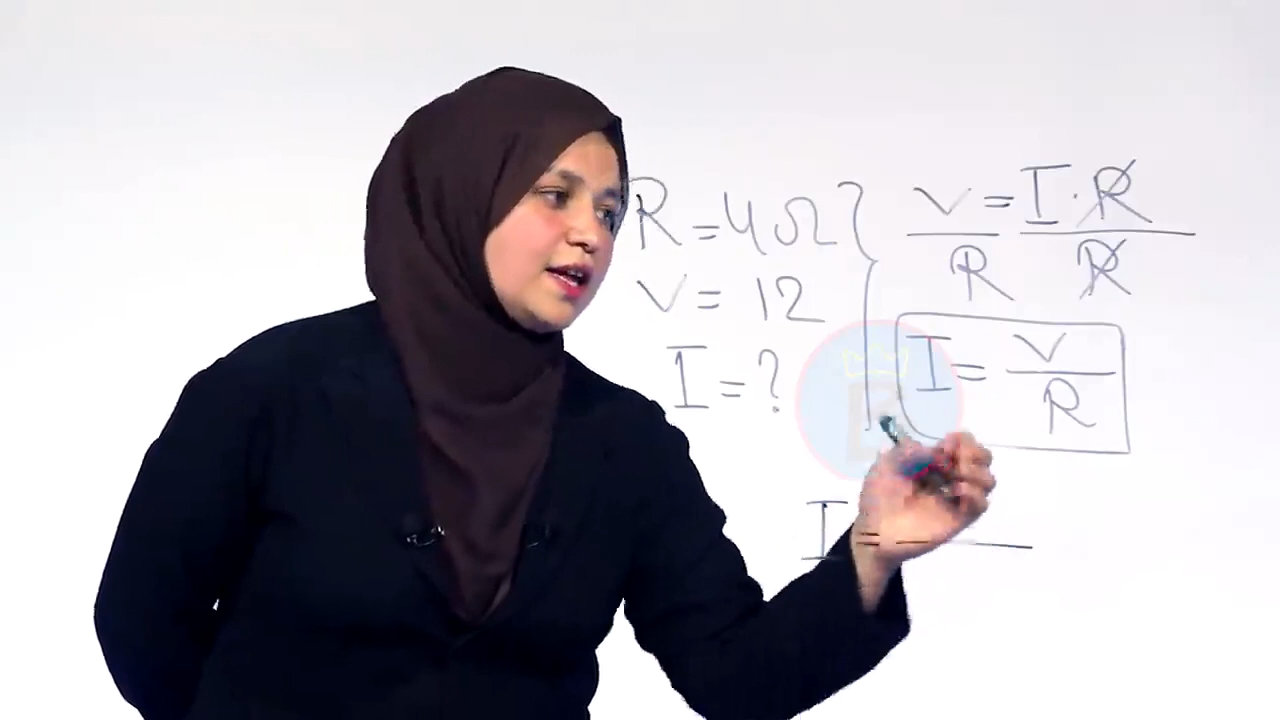 R = 4Ω
V = 12
I = ?
V = I · R
R R
I = V
R
I =